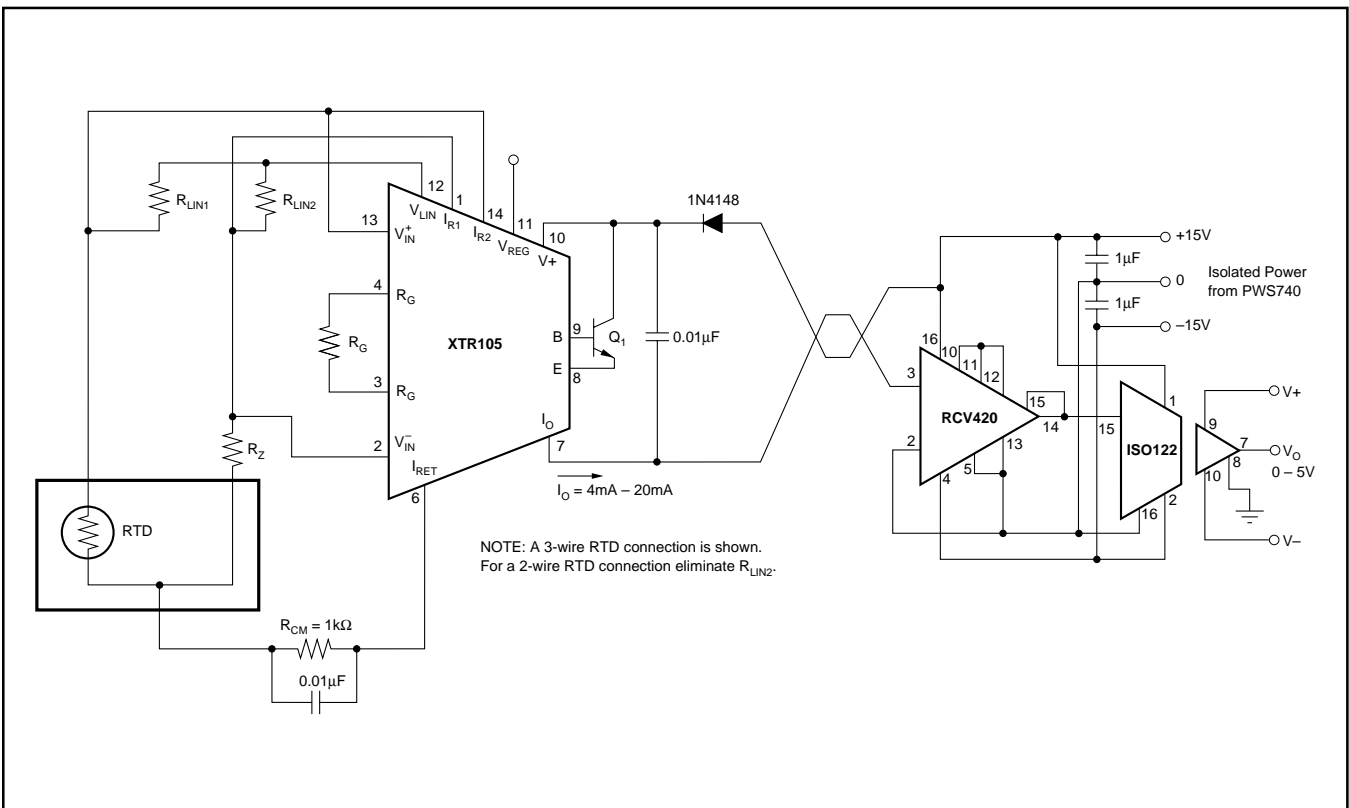 R_LIN1
R_LIN2
12
1
14
11
10
V_LIN
I_R1
I_R2
V_REG
V+
13
V_IN^+
4
R_G
R_G
3
R_G
XTR105
B
9
E
8
Q_1
0.01µF
1N4148
2
V_IN^–
I_RET
6
I_O
7
I_O = 4mA – 20mA
R_Z
RTD
R_CM = 1kΩ
0.01µF
NOTE: A 3-wire RTD connection is shown.
For a 2-wire RTD connection eliminate R_LIN2.
+15V
1µF
0
1µF
–15V
Isolated Power
from PWS740
16
10
11
12
3
15
RCV420
14
2
13
5
4
1
15
ISO122
2
16
9
V+
7
V_O
8
0 – 5V
10
V–